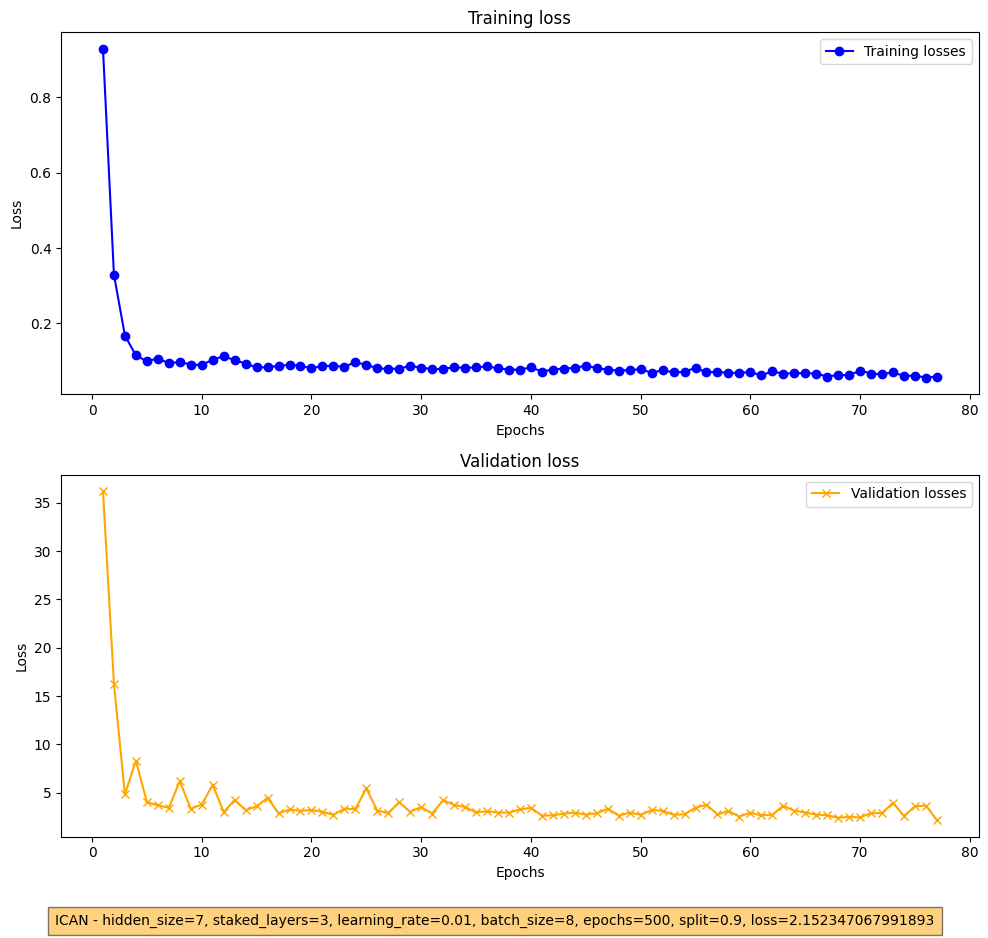 Training loss
Training losses
0.8
0.6
0.4
0.2
Loss
0 10 20 30 40 50 60 70 80
Epochs
Validation loss
Validation losses
35
30
25
20
15
10
5
Loss
0 10 20 30 40 50 60 70 80
Epochs
ICAN - hidden_size=7, staked_layers=3, learning_rate=0.01, batch_size=8, epochs=500, split=0.9, loss=2.152347067991893